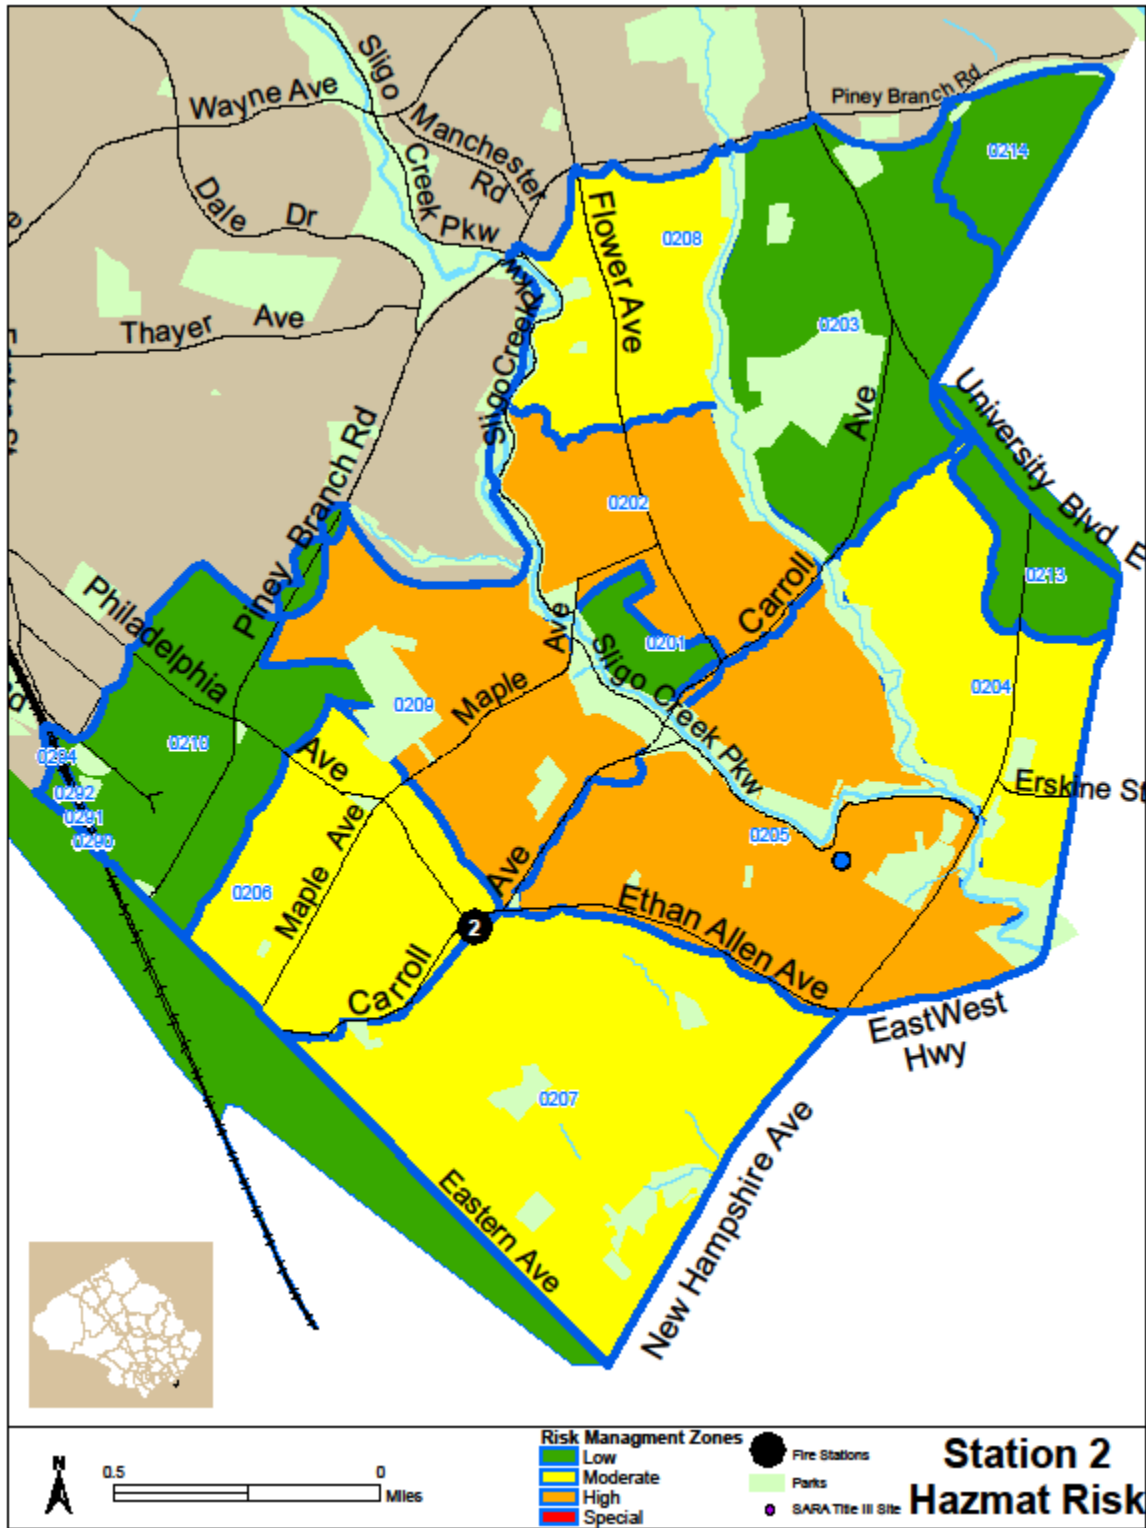 Sligo
Wayne Ave
Manchester
Rd
Creek
Pkw
Piney Branch Rd
Dale Dr
Thayer Ave
0214
0208
Flower Ave
0203
SligoCreekPkw
Ave
University Blvd E
Piney Branch Rd
0202
Carroll
0213
Philadelphia
Ave
0201
Sligo Creek Pkw
Ave
Maple
0209
0204
0210
0294
0292
0291
0290
Erskine St
0205
Maple Ave
0206
Ave
Ethan Allen Ave
2
Carroll
EastWest
Hwy
0207
Eastern Ave
New Hampshire Ave
N
0.5 0
Miles
Risk Managment Zones
Low
Moderate
High
Special
Fire Stations
Parks
SARA Title III Site
Station 2
Hazmat Risk